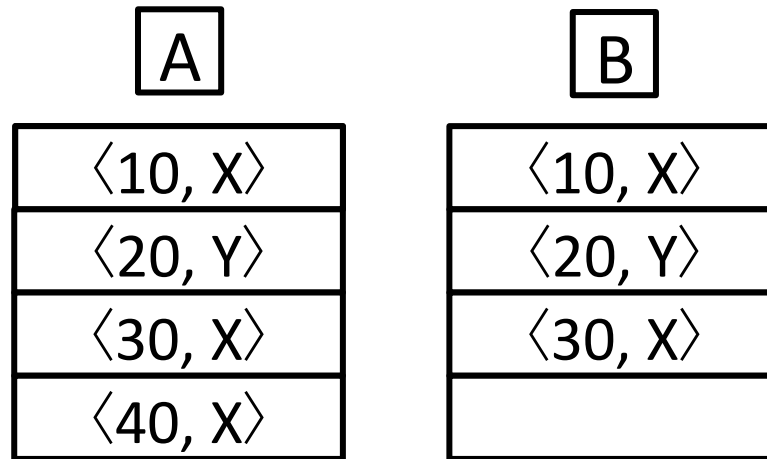 A B
〈10, X〉 〈10, X〉
〈20, Y〉 〈20, Y〉
〈30, X〉 〈30, X〉
〈40, X〉